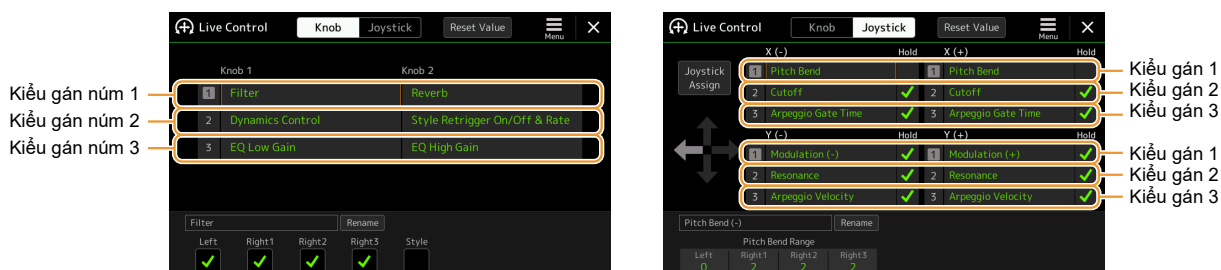 Live Control Knob Joystick Reset Value Menu
Knob 1 Knob 2
Kiểu gán núm 1 1 Filter Reverb
Kiểu gán núm 2 2 Dynamics Control Style Retrigger On/Off & Rate
Kiểu gán núm 3 3 EQ Low Gain EQ High Gain
Filter Rename
Left Right1 Right2 Right3 Style
Live Control Knob Joystick Reset Value Menu
X (-) Hold X (+) Hold
Joystick Assign
1 Pitch Bend 1 Pitch Bend Kiểu gán 1
2 Cutoff 2 Cutoff Kiểu gán 2
3 Arpeggio Gate Time 3 Arpeggio Gate Time Kiểu gán 3
Y (-) Hold Y (+) Hold
1 Modulation (-) 1 Modulation (+) Kiểu gán 1
2 Resonance 2 Resonance Kiểu gán 2
3 Arpeggio Velocity 3 Arpeggio Velocity Kiểu gán 3
Pitch Bend (-) Rename
Pitch Bend Range
Left Right1 Right2 Right3
0 2 2 2